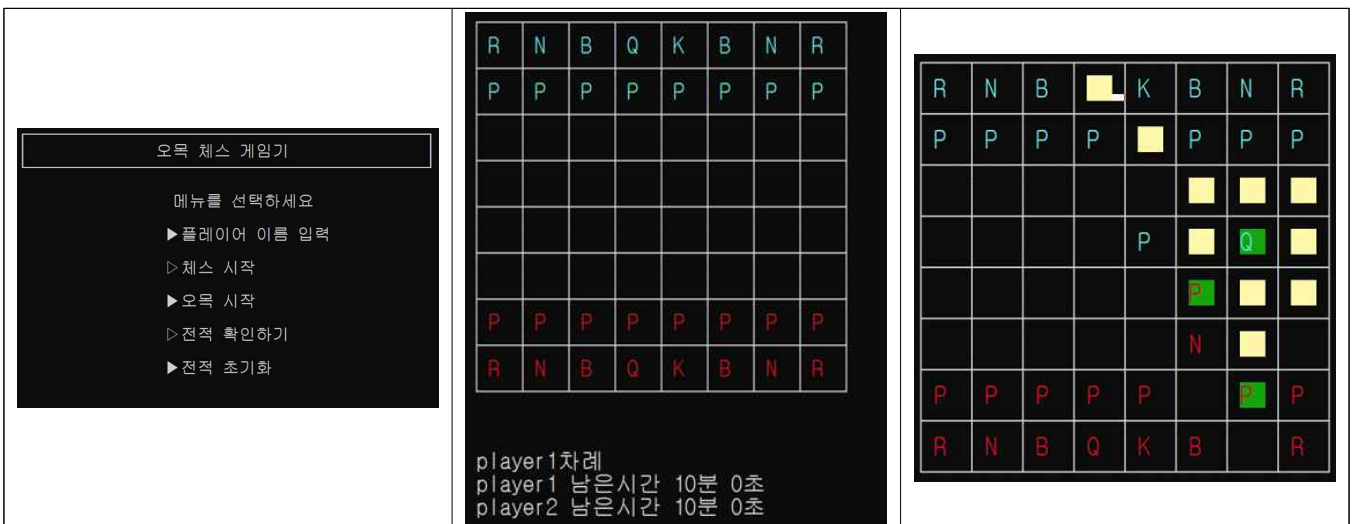 오목 체스 게임기
메뉴를 선택하세요
▶플레이어 이름 입력
▷체스 시작
▶오목 시작
▷전적 확인하기
▶전적 초기화
R N B Q K B N R
P P P P P P P P
P P P P P P P P
R N B Q K B N R
player1차례
player1 남은시간 10분 0초
player2 남은시간 10분 0초
R N B K B N R
P P P P P P P
P Q
P
N
P P P P P P P
R N B Q K B R